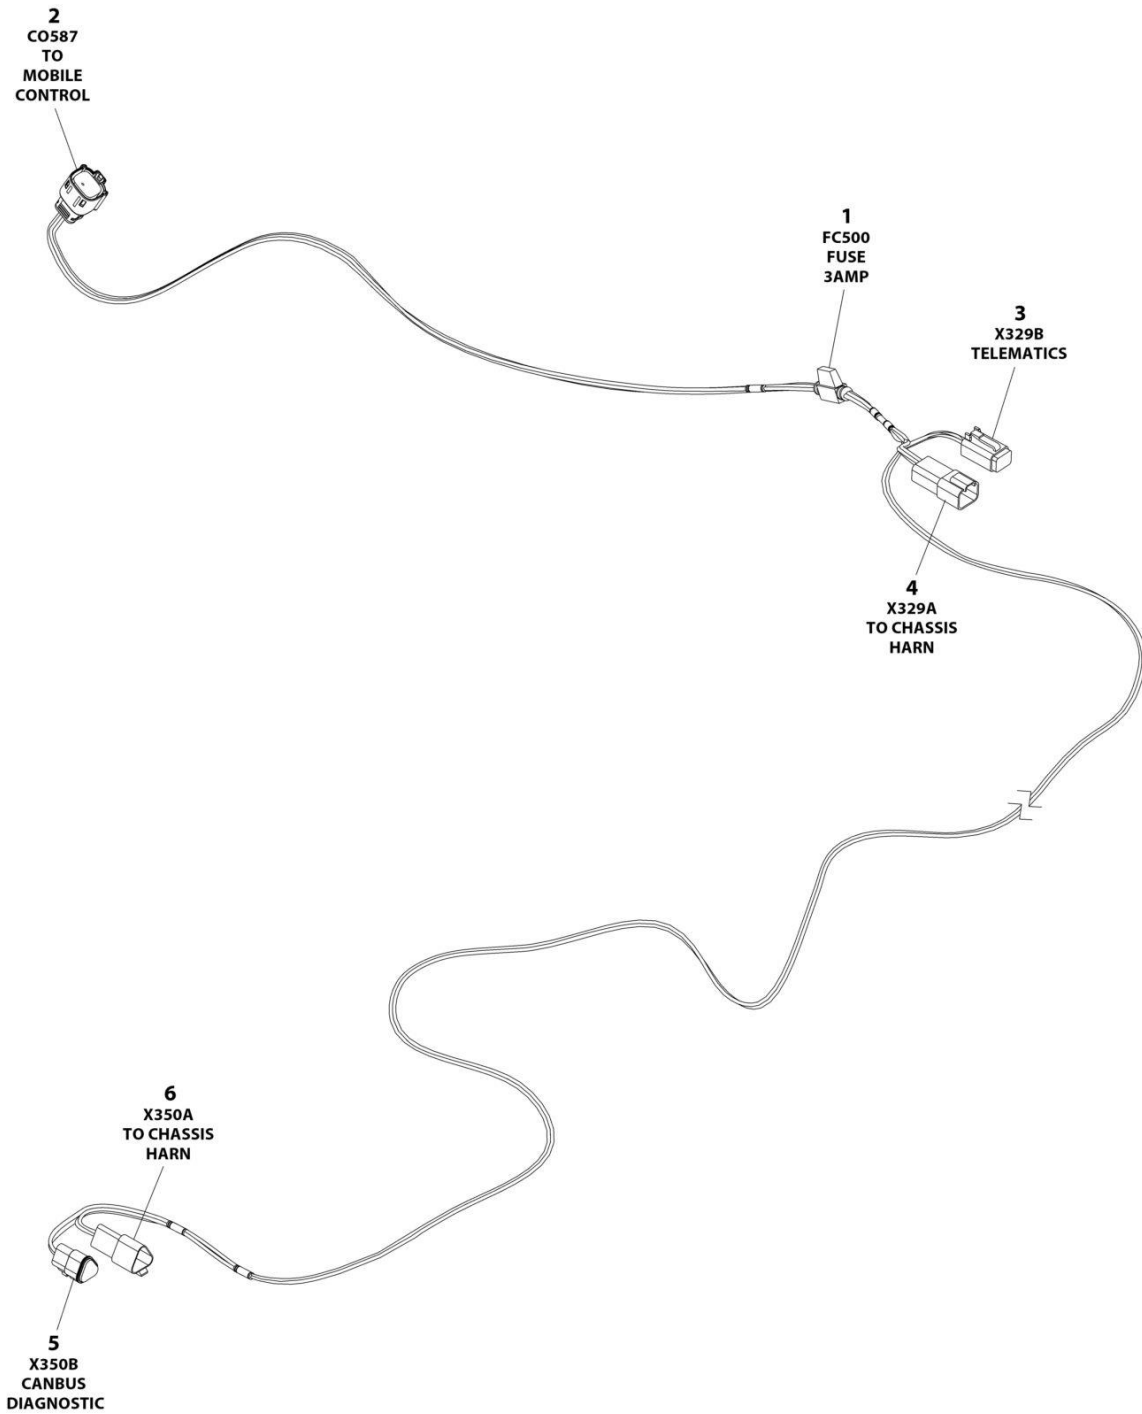 2
CO587
TO
MOBILE
CONTROL
1
FC500
FUSE
3AMP
3
X329B
TELEMATICS
4
X329A
TO CHASSIS
HARN
6
X350A
TO CHASSIS
HARN
5
X350B
CANBUS
DIAGNOSTIC